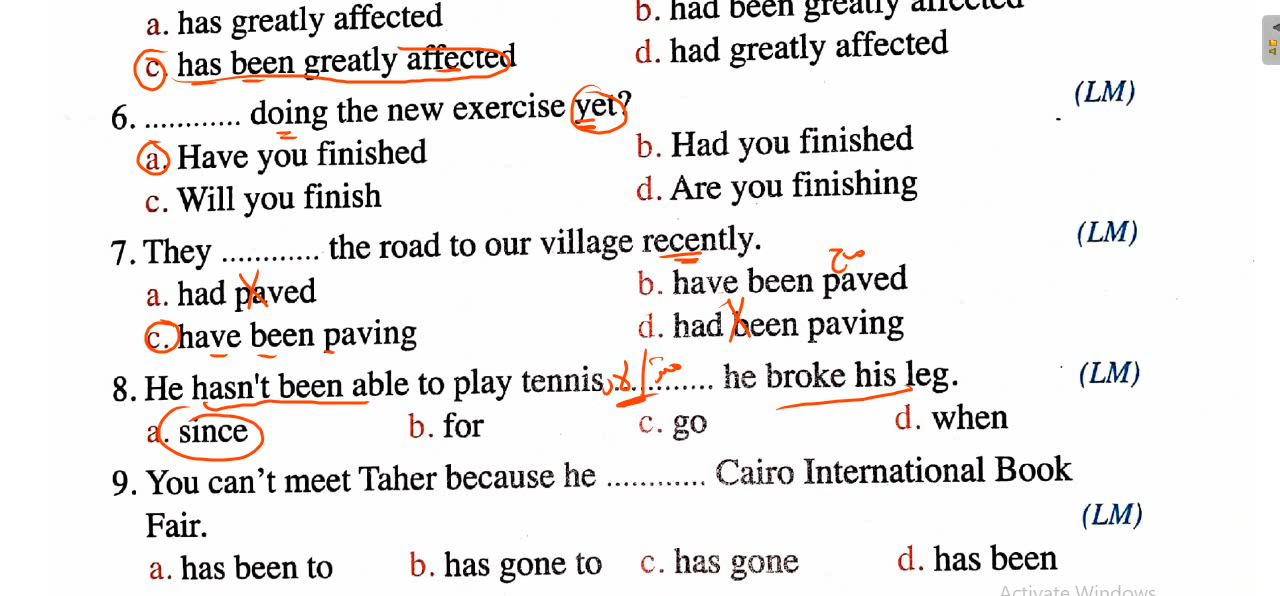 a. has greatly affected b. had been greatly affected
c. has been greatly affected d. had greatly affected
6. ............ doing the new exercise yet? (LM)
a. Have you finished b. Had you finished
c. Will you finish d. Are you finishing
7. They ............ the road to our village recently. (LM)
a. had paved b. have been paved
c. have been paving d. had been paving
8. He hasn't been able to play tennis ............ he broke his leg. (LM)
a. since b. for c. go d. when
9. You can't meet Taher because he ............ Cairo International Book
Fair. (LM)
a. has been to b. has gone to c. has gone d. has been
Activate Windows